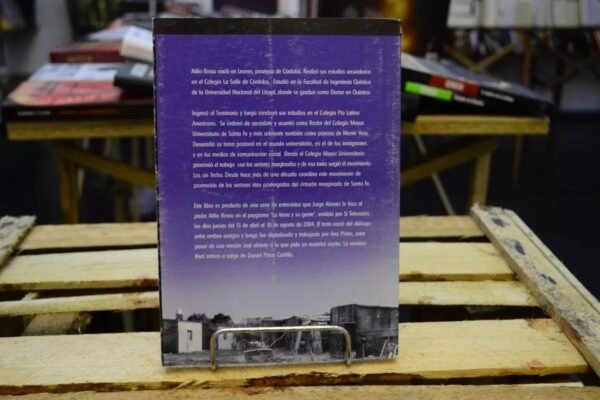 Atilio Rosso nació en Leones, provincia de Córdoba. Realizó sus estudios secundarios
en el Colegio La Salle de Córdoba. Estudió en la Facultad de Ingeniería Química
de la Universidad Nacional del Litoral, donde se graduó como Doctor en Química.
Ingresó al Seminario y luego concluyó sus estudios en el Colegio Pío Latino
Americano. Se ordenó de sacerdote y asumió como Rector del Colegio Mayor
Universitario de Santa Fe y más adelante también como párroco de Monte Vera.
Desarrolló su tarea pastoral en el mundo universitario, en el de los inmigrantes
y en los medios de comunicación social. Desde el Colegio Mayor Universitario
promovió el trabajo con los sectores marginados y de esa tarea surgió el movimiento
Los sin Techo. Desde hace más de una década coordina este movimiento de
promoción de los sectores más postergados del cinturón marginado de Santa Fe.
Este libro es producto de una serie de entrevistas que Jorge Alvarez le hizo al
padre Atilio Rosso en el programa "La tierra y su gente", emitido por Si Televisión,
los días jueves del 15 de abril al 16 de agosto de 2004. El texto nació del diálogo
entre ambos amigos y luego fue digitalizado y trabajado por Ana Prieto, para
pasar de una versión oral abierta a lo que pide un material escrito. La revisión
final estuvo a cargo de Daniel Prieto Castillo.